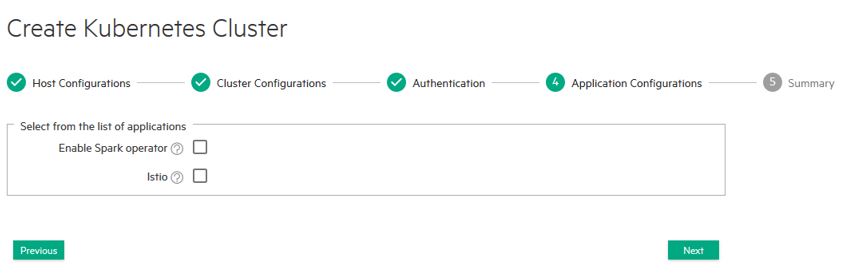 Create Kubernetes Cluster
Host Configurations Cluster Configurations Authentication 4 Application Configurations 5 Summary
Select from the list of applications
Enable Spark operator ?
Istio ?
Previous Next